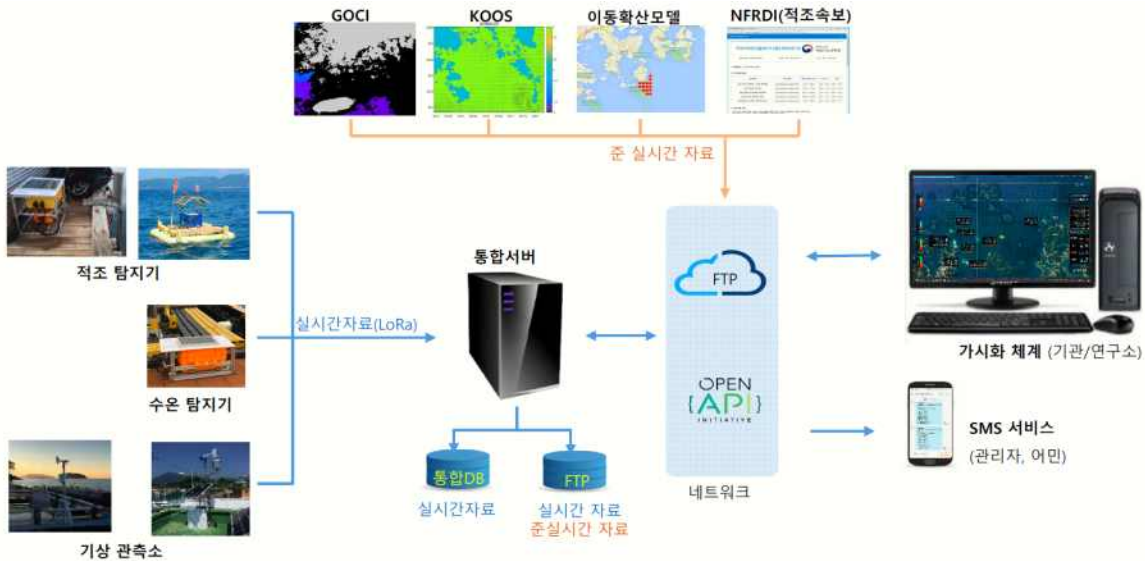 GOCI
KOOS
이동확산모델
NFRDI(적조속보)
준 실시간 자료
적조 탐지기
수온 탐지기
기상 관측소
실시간자료(LoRa)
통합서버
통합DB
실시간자료
FTP
실시간 자료
준실시간 자료
FTP
OPEN
{API}
INITIATIVE
네트워크
가시화 체계 (기관/연구소)
SMS 서비스
(관리자, 어민)